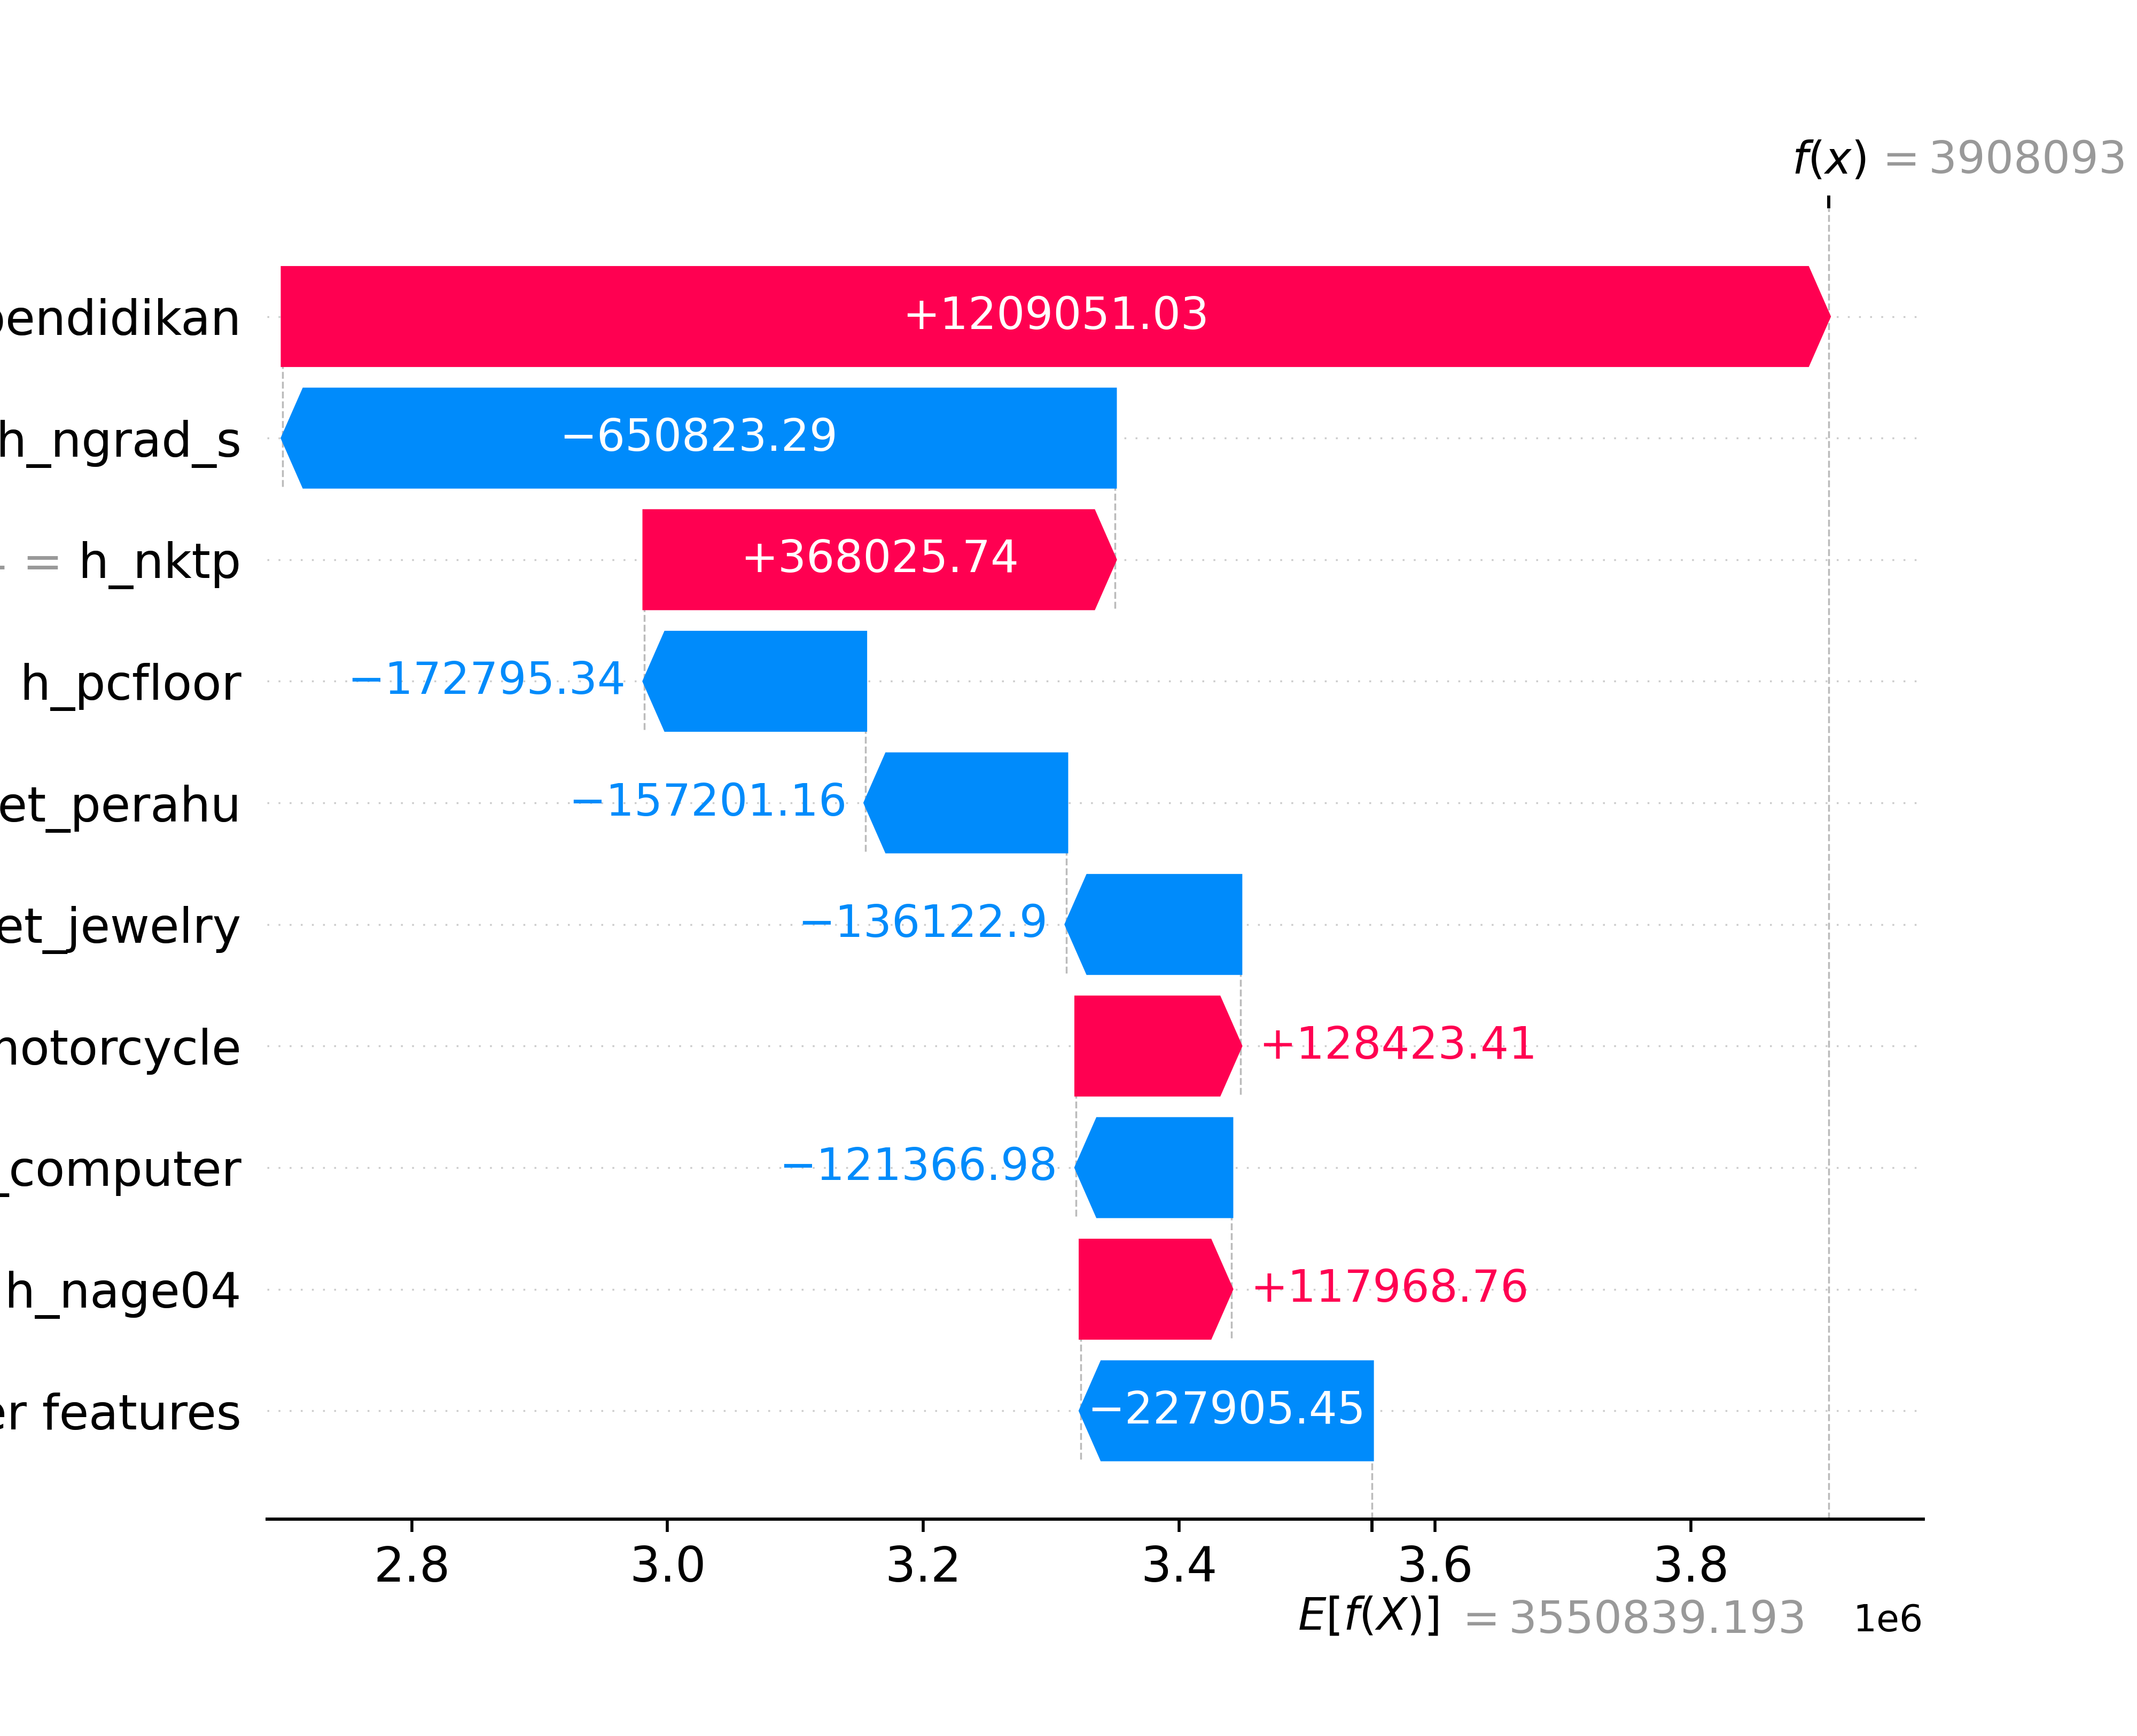 f(x) = 3908093
pendidikan
+1209051.03
h_ngrad_s
−650823.29
= h_nktp
+368025.74
h_pcfloor
−172795.34
et_perahu
−157201.16
et_jewelry
−136122.9
motorcycle
+128423.41
_computer
−121366.98
h_nage04
+117968.76
er features
−227905.45
2.8 3.0 3.2 3.4 3.6 3.8
E[f(X)] = 3550839.193 1e6